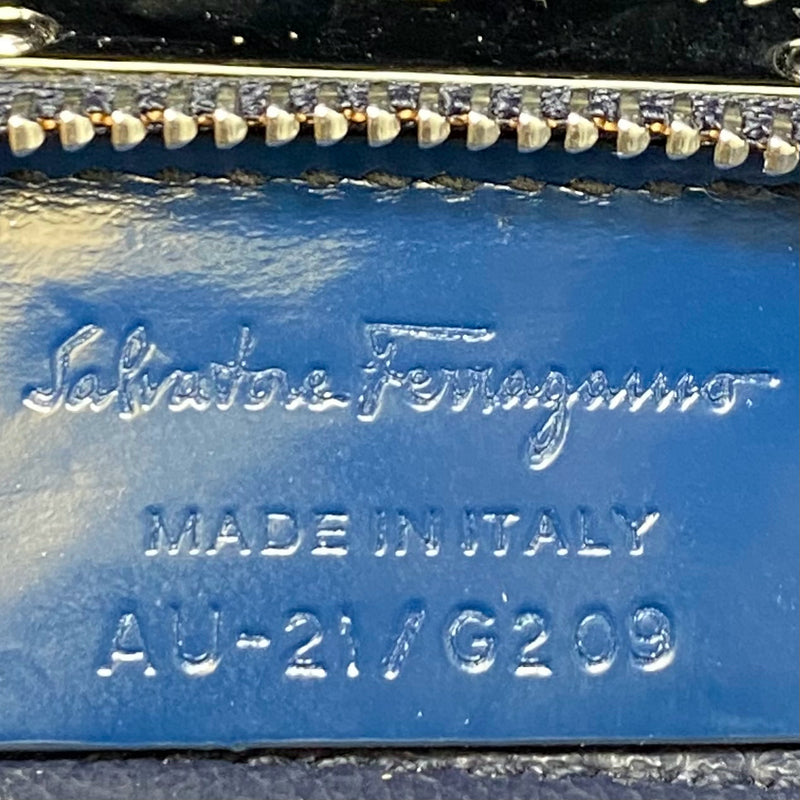 Salvatore Ferragamo
MADE IN ITALY
AU-21/G209